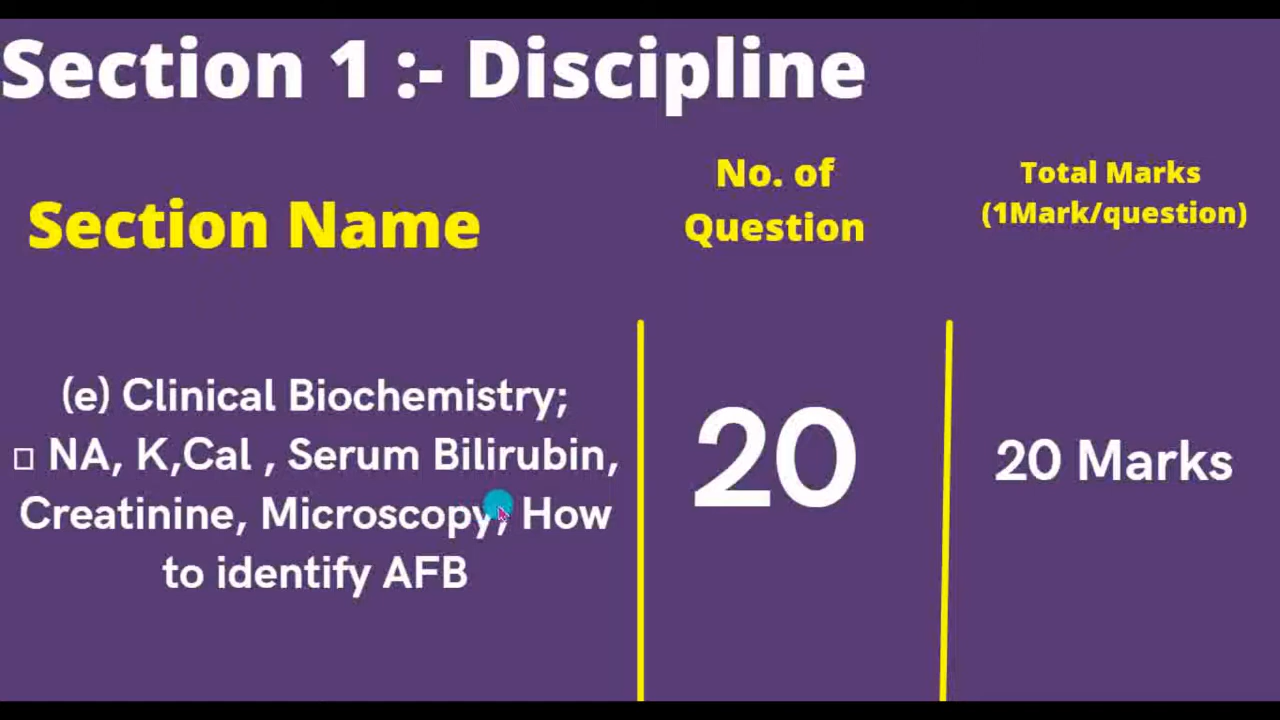 Section 1 :- Discipline
No. of
Question
Total Marks
(1Mark/question)
Section Name
(e) Clinical Biochemistry;
□ NA, K,Cal , Serum Bilirubin,
Creatinine, Microscopy, How
to identify AFB
20
20 Marks